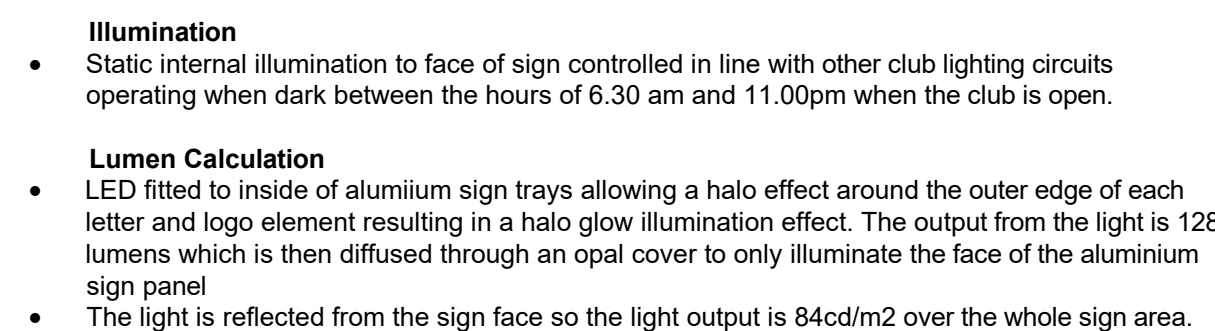 Illumination
• Static internal illumination to face of sign controlled in line with other club lighting circuits
operating when dark between the hours of 6.30 am and 11.00pm when the club is open.
Lumen Calculation
• LED fitted to inside of alumiium sign trays allowing a halo effect around the outer edge of each
letter and logo element resulting in a halo glow illumination effect. The output from the light is 128
lumens which is then diffused through an opal cover to only illuminate the face of the aluminium
sign panel
• The light is reflected from the sign face so the light output is 84cd/m2 over the whole sign area.